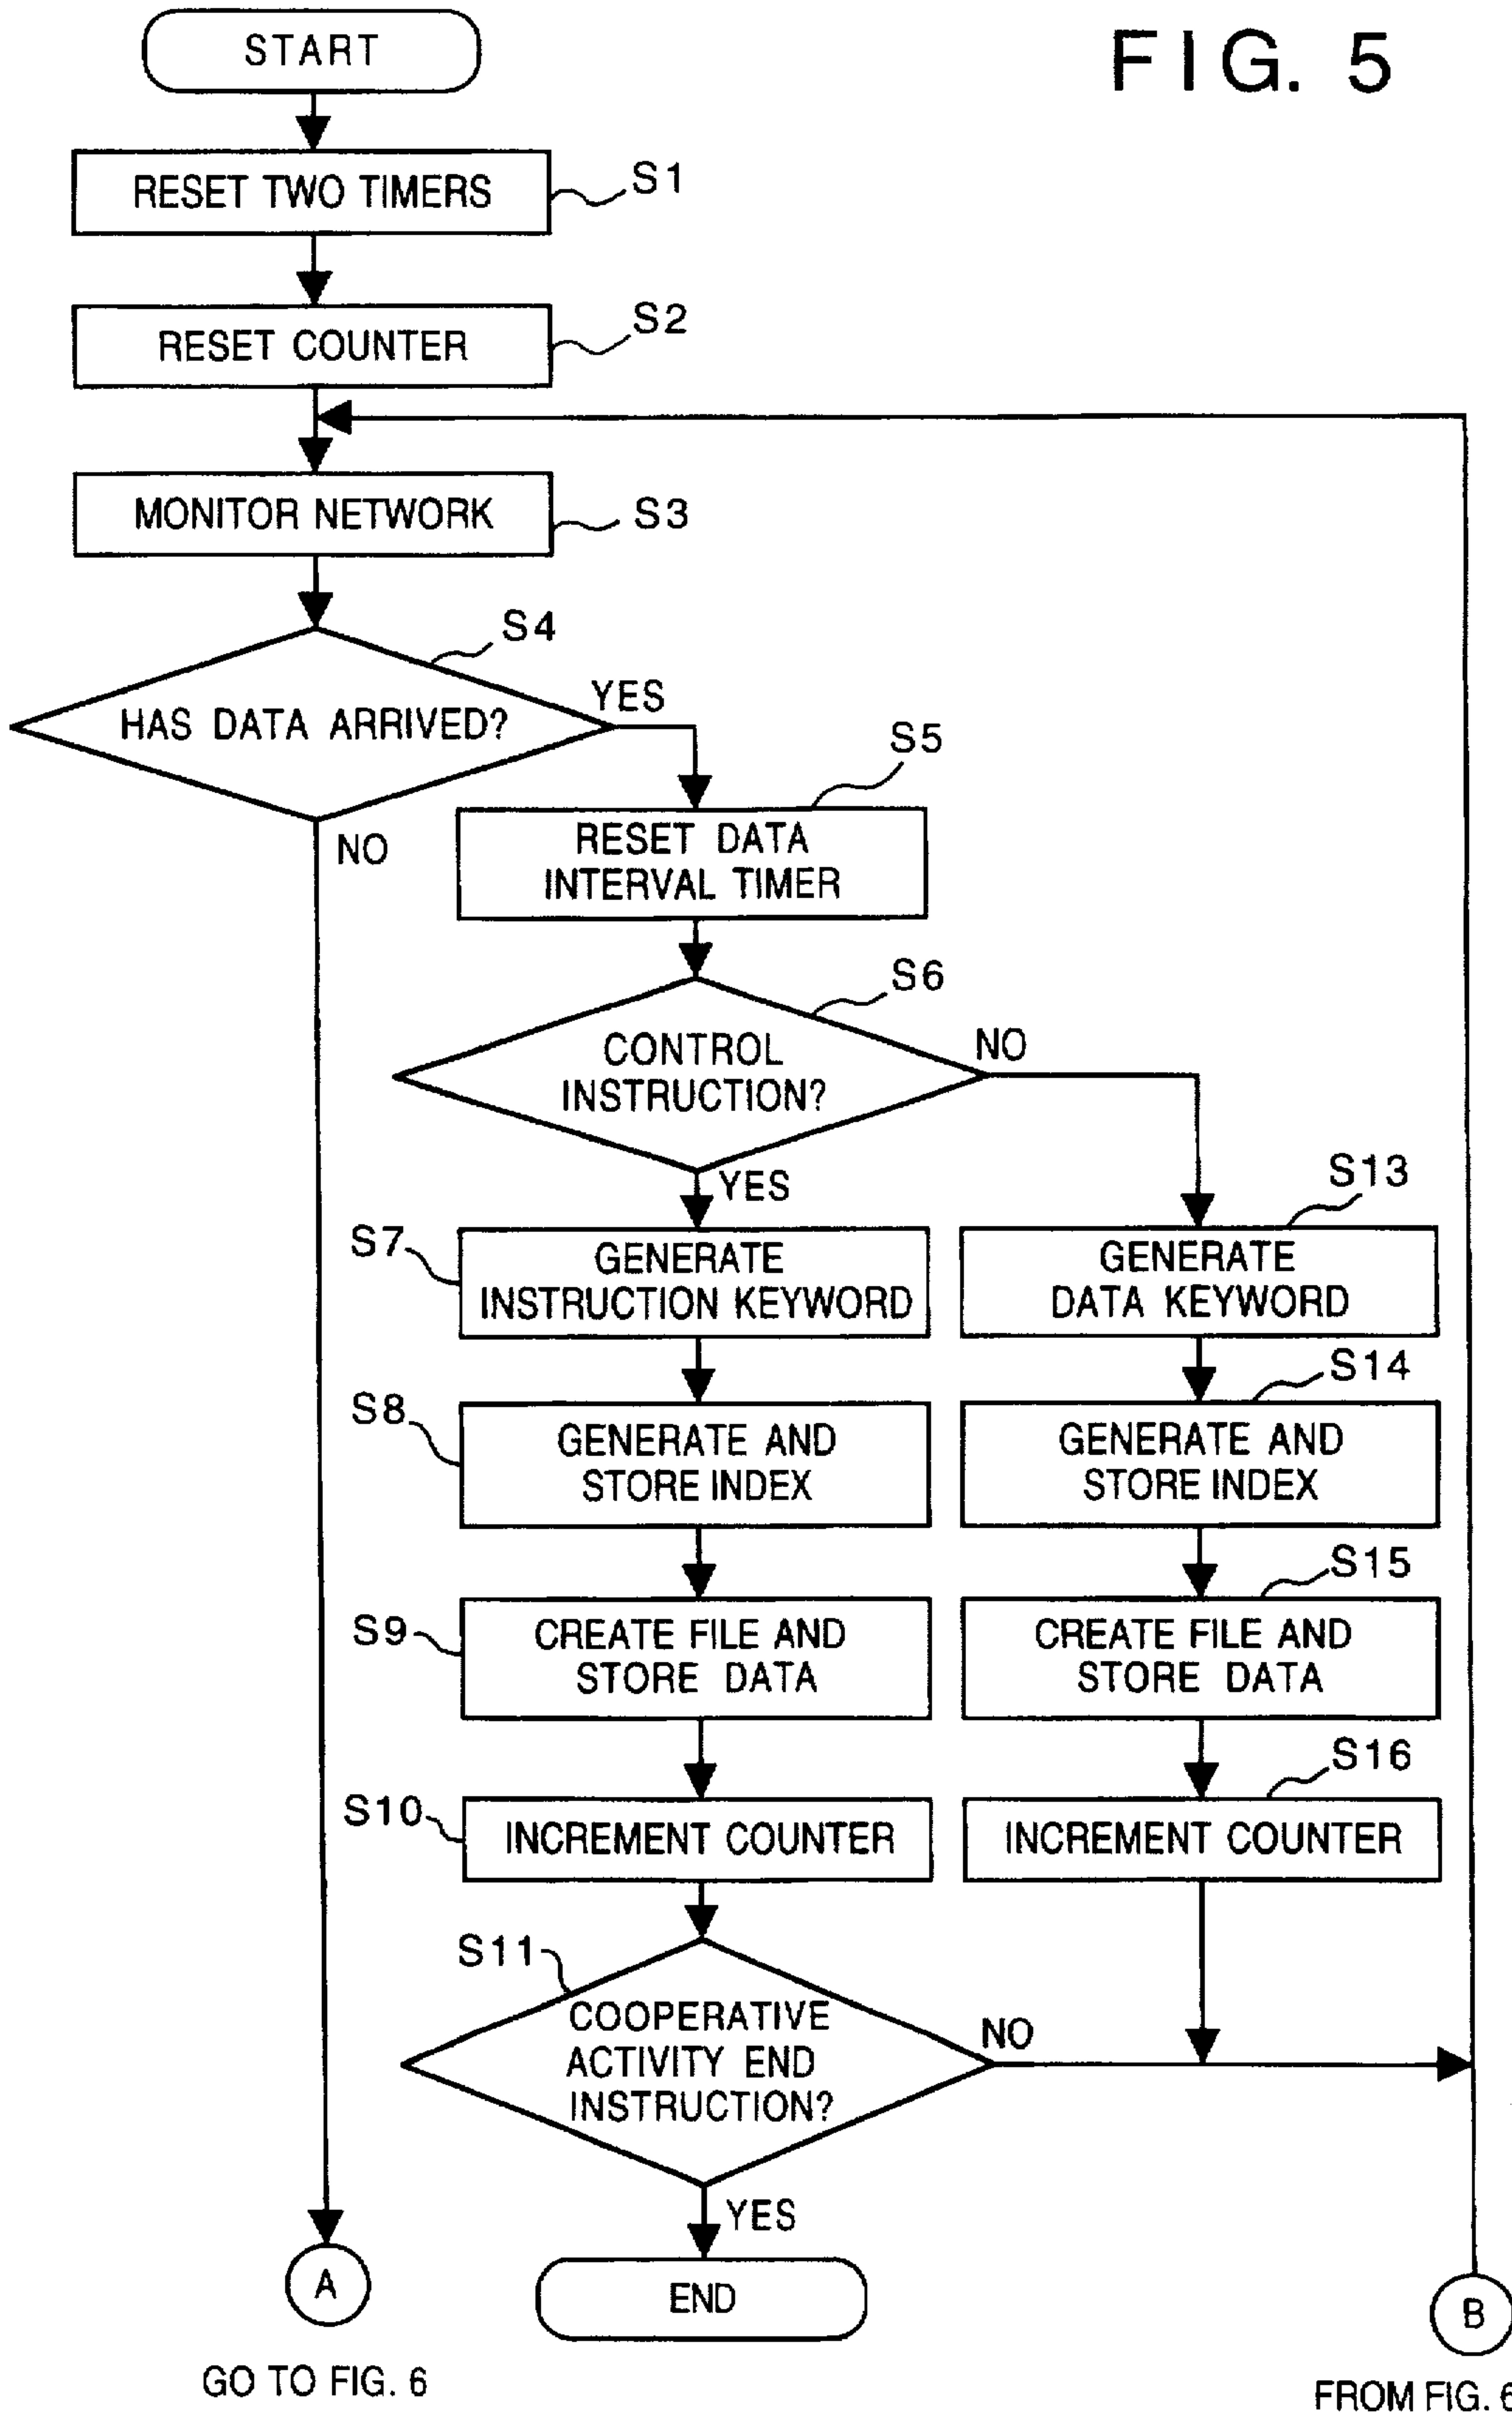 FIG. 5
START
RESET TWO TIMERS
S1
RESET COUNTER
S2
MONITOR NETWORK
S3
S4
HAS DATA ARRIVED?
YES
NO
S5
RESET DATA
INTERVAL TIMER
S6
CONTROL
INSTRUCTION?
NO
YES
S7
GENERATE
INSTRUCTION KEYWORD
S13
GENERATE
DATA KEYWORD
S8
GENERATE AND
STORE INDEX
S14
GENERATE AND
STORE INDEX
S9
CREATE FILE AND
STORE DATA
S15
CREATE FILE AND
STORE DATA
S10
INCREMENT COUNTER
S16
INCREMENT COUNTER
S11
COOPERATIVE
ACTIVITY END
INSTRUCTION?
NO
YES
A
END
B
GO TO FIG. 6
FROM FIG. 6